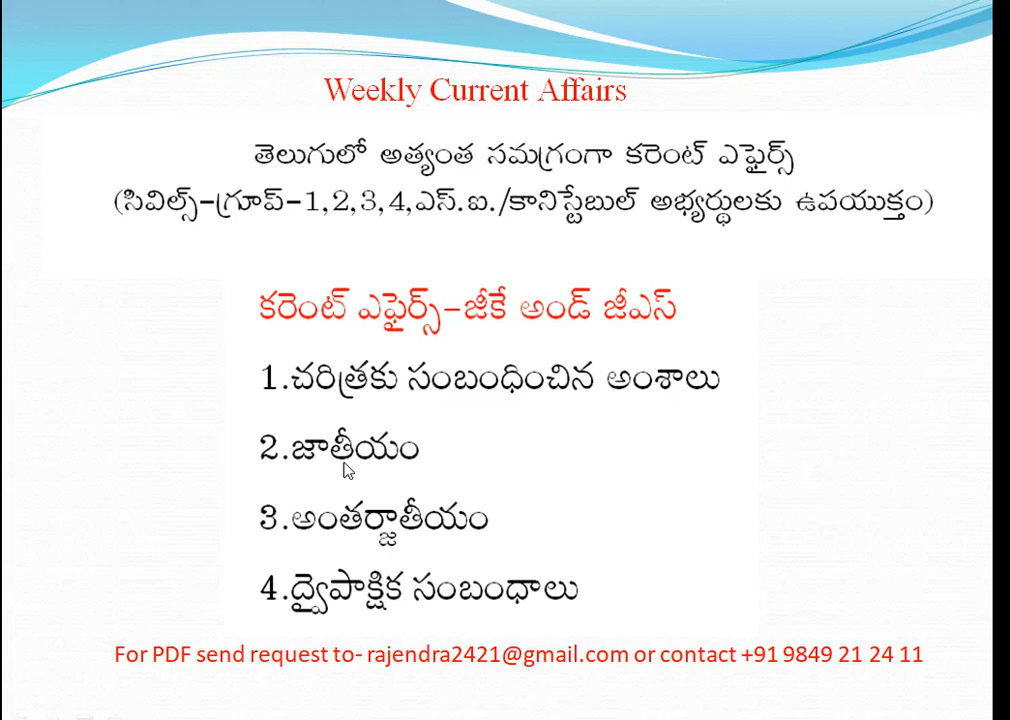 Weekly Current Affairs
తెలుగులో అత్యంత సమగ్రంగా కరెంట్ ఎఫైర్స్
(సివిల్స్-గ్రూప్-1,2,3,4,ఎస్.ఐ./కానిస్టేబుల్ అభ్యర్థులకు ఉపయుక్తం)
కరెంట్ ఎఫైర్స్-జీకే అండ్ జీఎస్
1.చరిత్రకు సంబంధించిన అంశాలు
2.జాతీయం
3.అంతర్జాతీయం
4.ద్వైపాక్షిక సంబంధాలు
For PDF send request to- rajendra2421@gmail.com or contact +91 9849 21 24 11